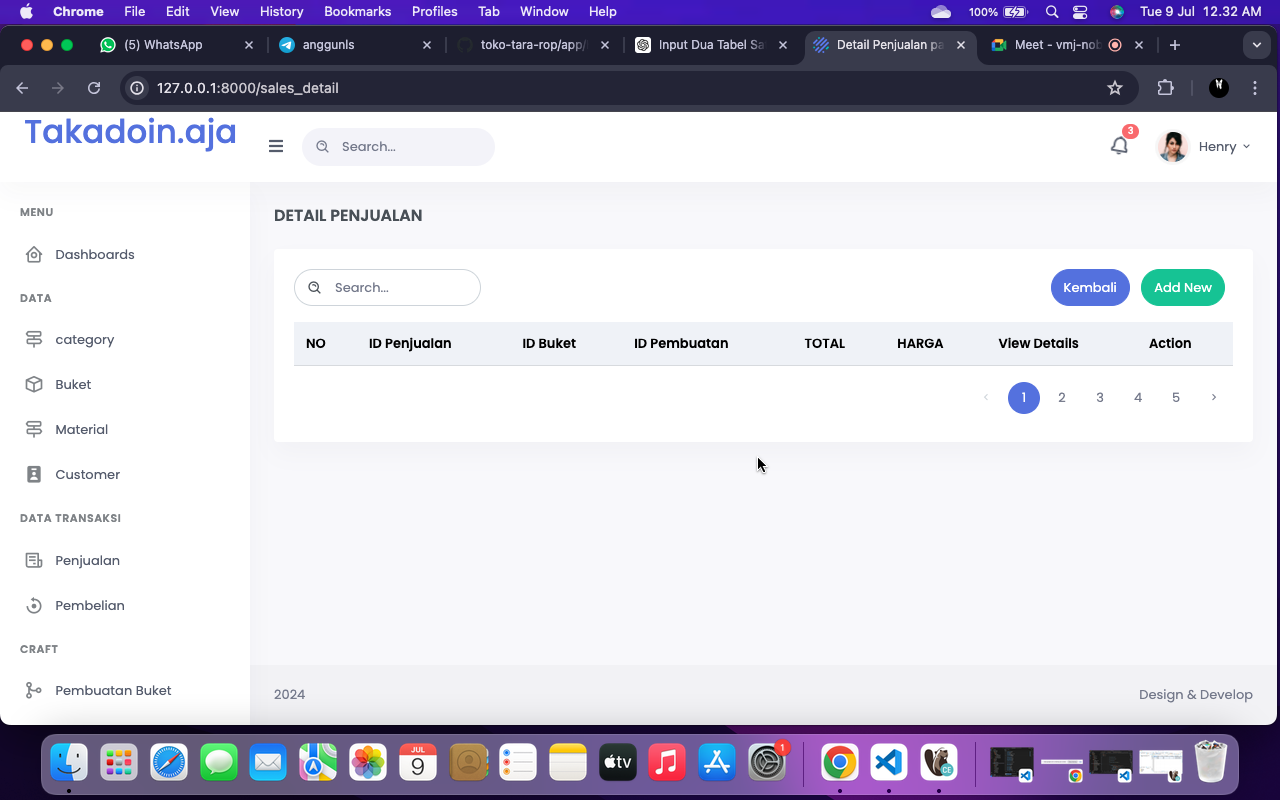 Chrome File Edit View History Bookmarks Profiles Tab Window Help 100% Tue 9 Jul 12.32 AM
(5) WhatsApp anggunls toko-tara-rop/app/ Input Dua Tabel Sa Detail Penjualan pa Meet - vmj-nob
127.0.0.1:8000/sales_detail
Takadoin.aja
Search...
3
Henry
MENU
Dashboards
DATA
category
Buket
Material
Customer
DATA TRANSAKSI
Penjualan
Pembelian
CRAFT
Pembuatan Buket
DETAIL PENJUALAN
Search...
Kembali
Add New
NO ID Penjualan ID Buket ID Pembuatan TOTAL HARGA View Details Action
‹ 1 2 3 4 5 ›
2024
Design & Develop
JUL
9
tv
1
CE